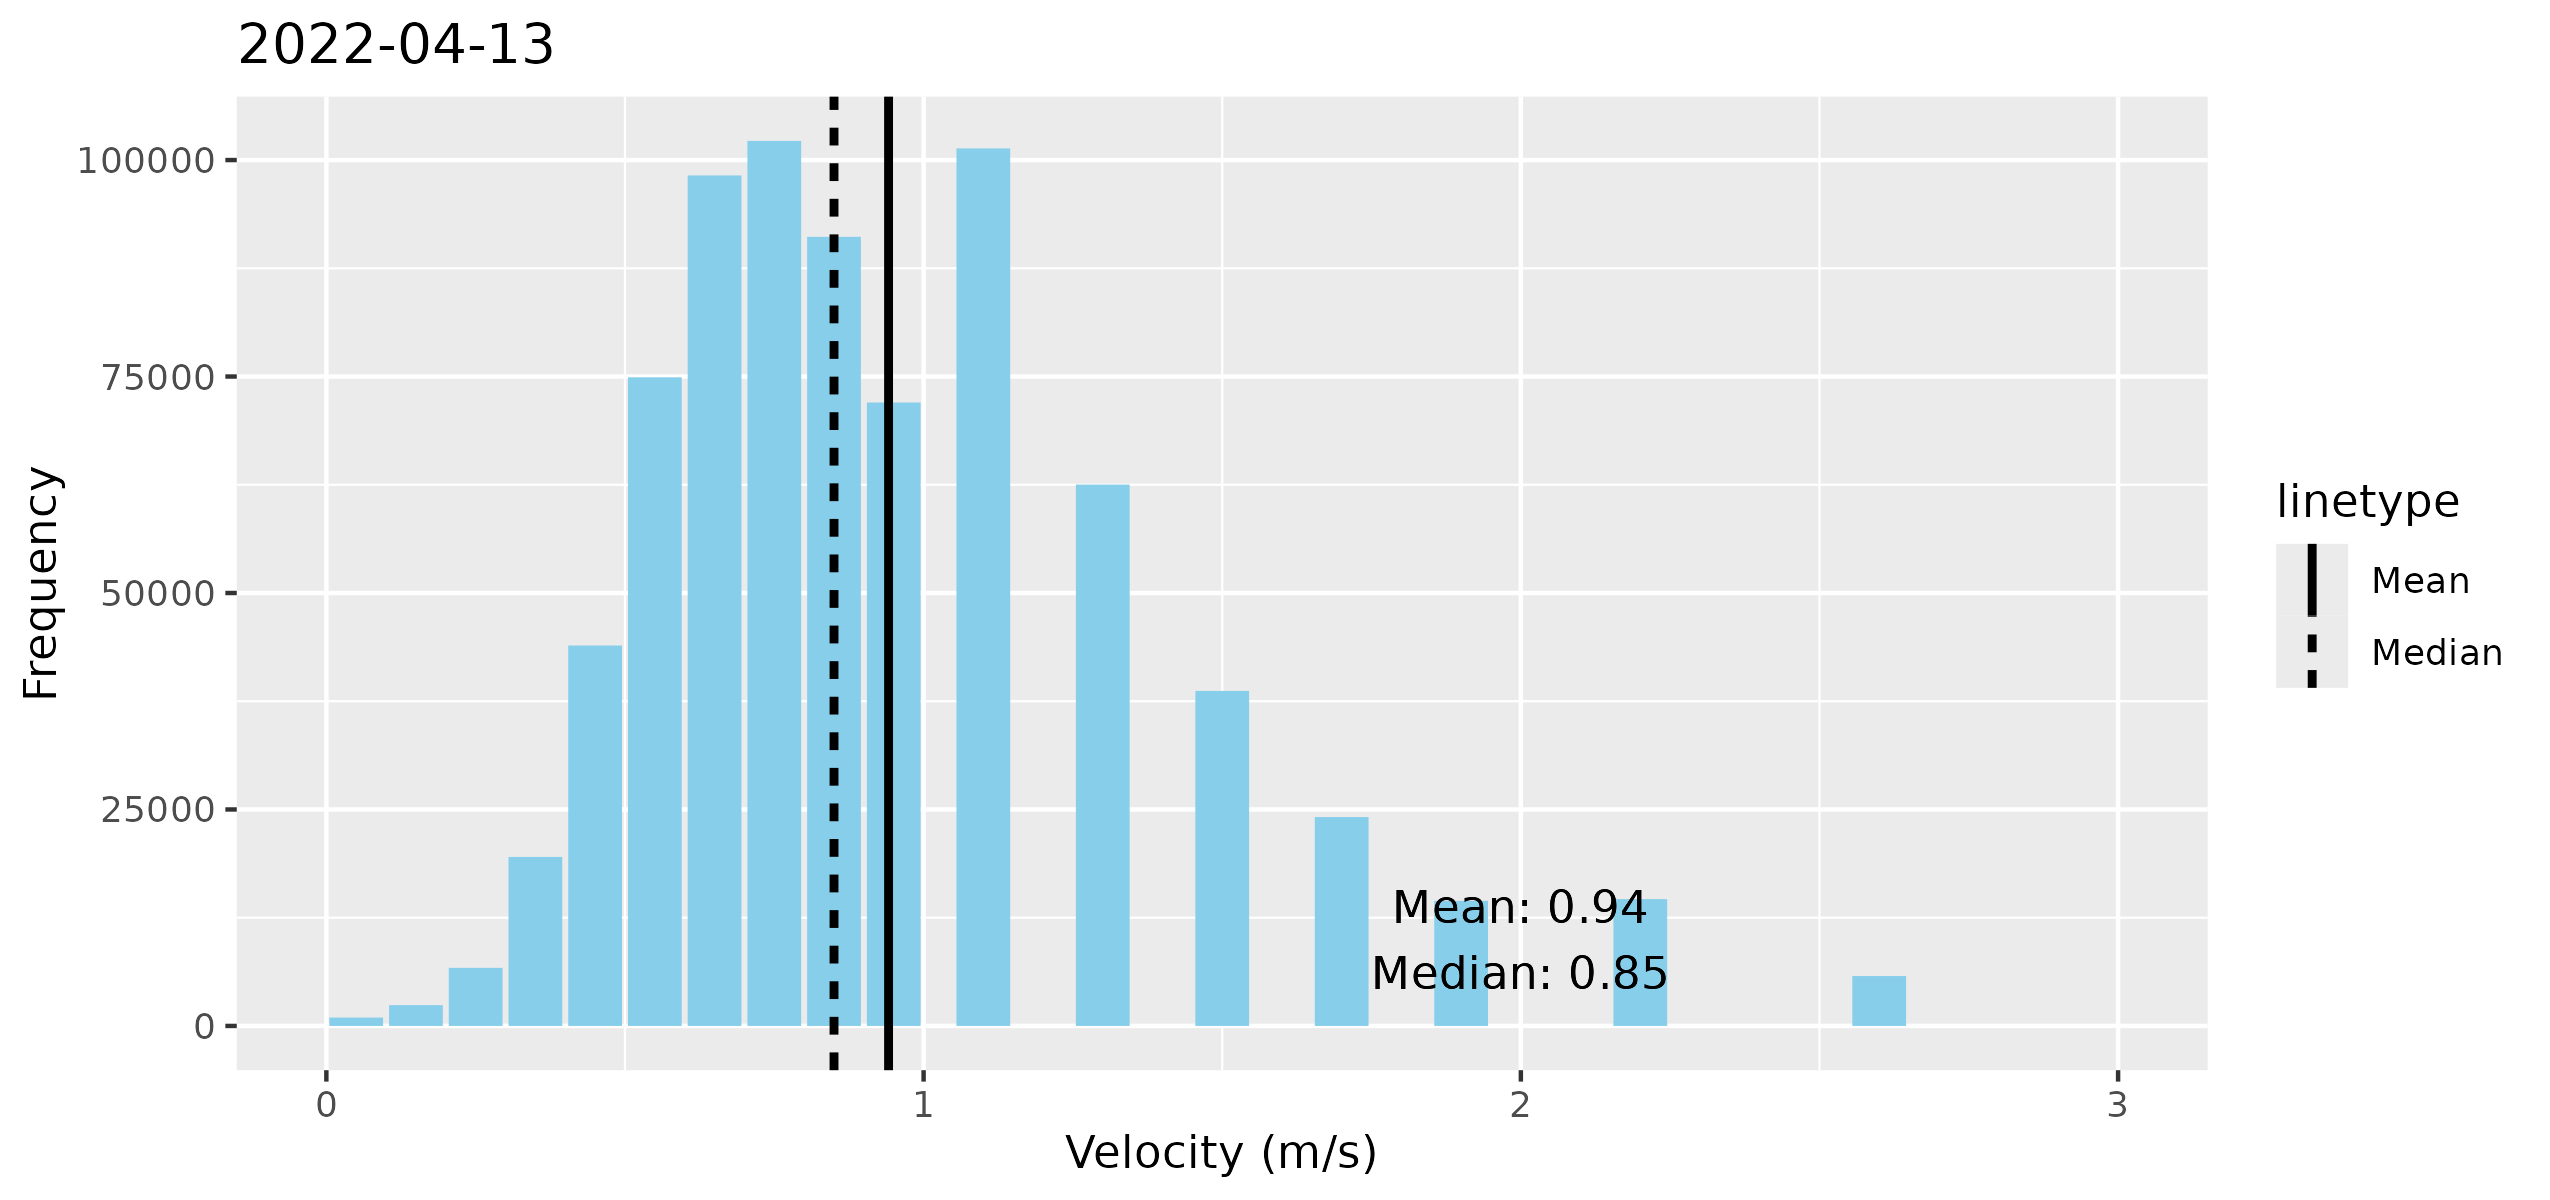 2022-04-13
100000
75000
50000
25000
0
Frequency
0
1
2
3
Velocity (m/s)
Mean: 0.94
Median: 0.85
linetype
Mean
Median